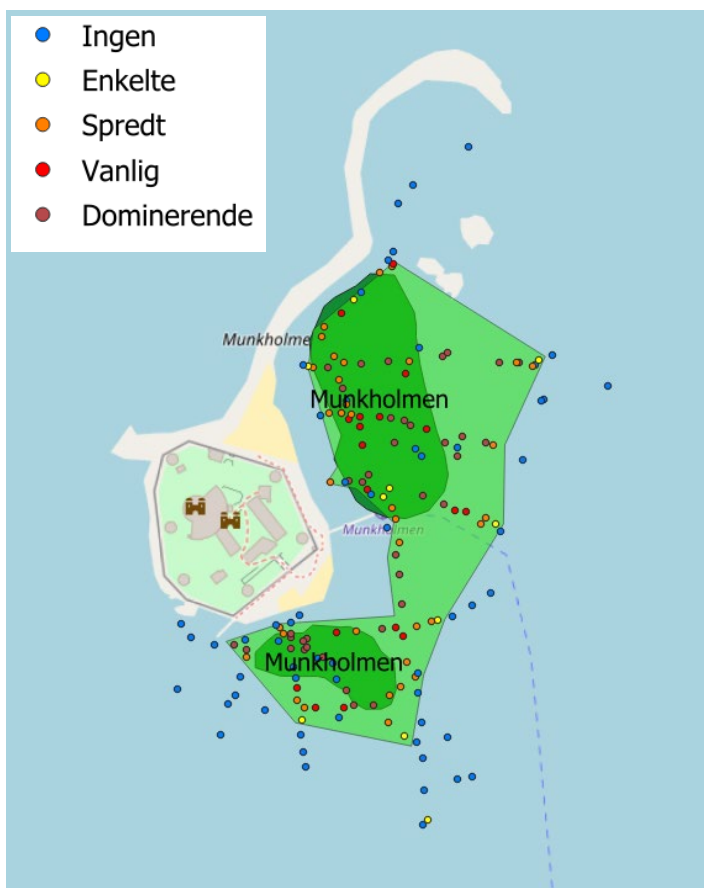 Ingen
Enkelte
Spredt
Vanlig
Dominerende
Munkholme
Munkholmen
Munkholmen
Munkholmen